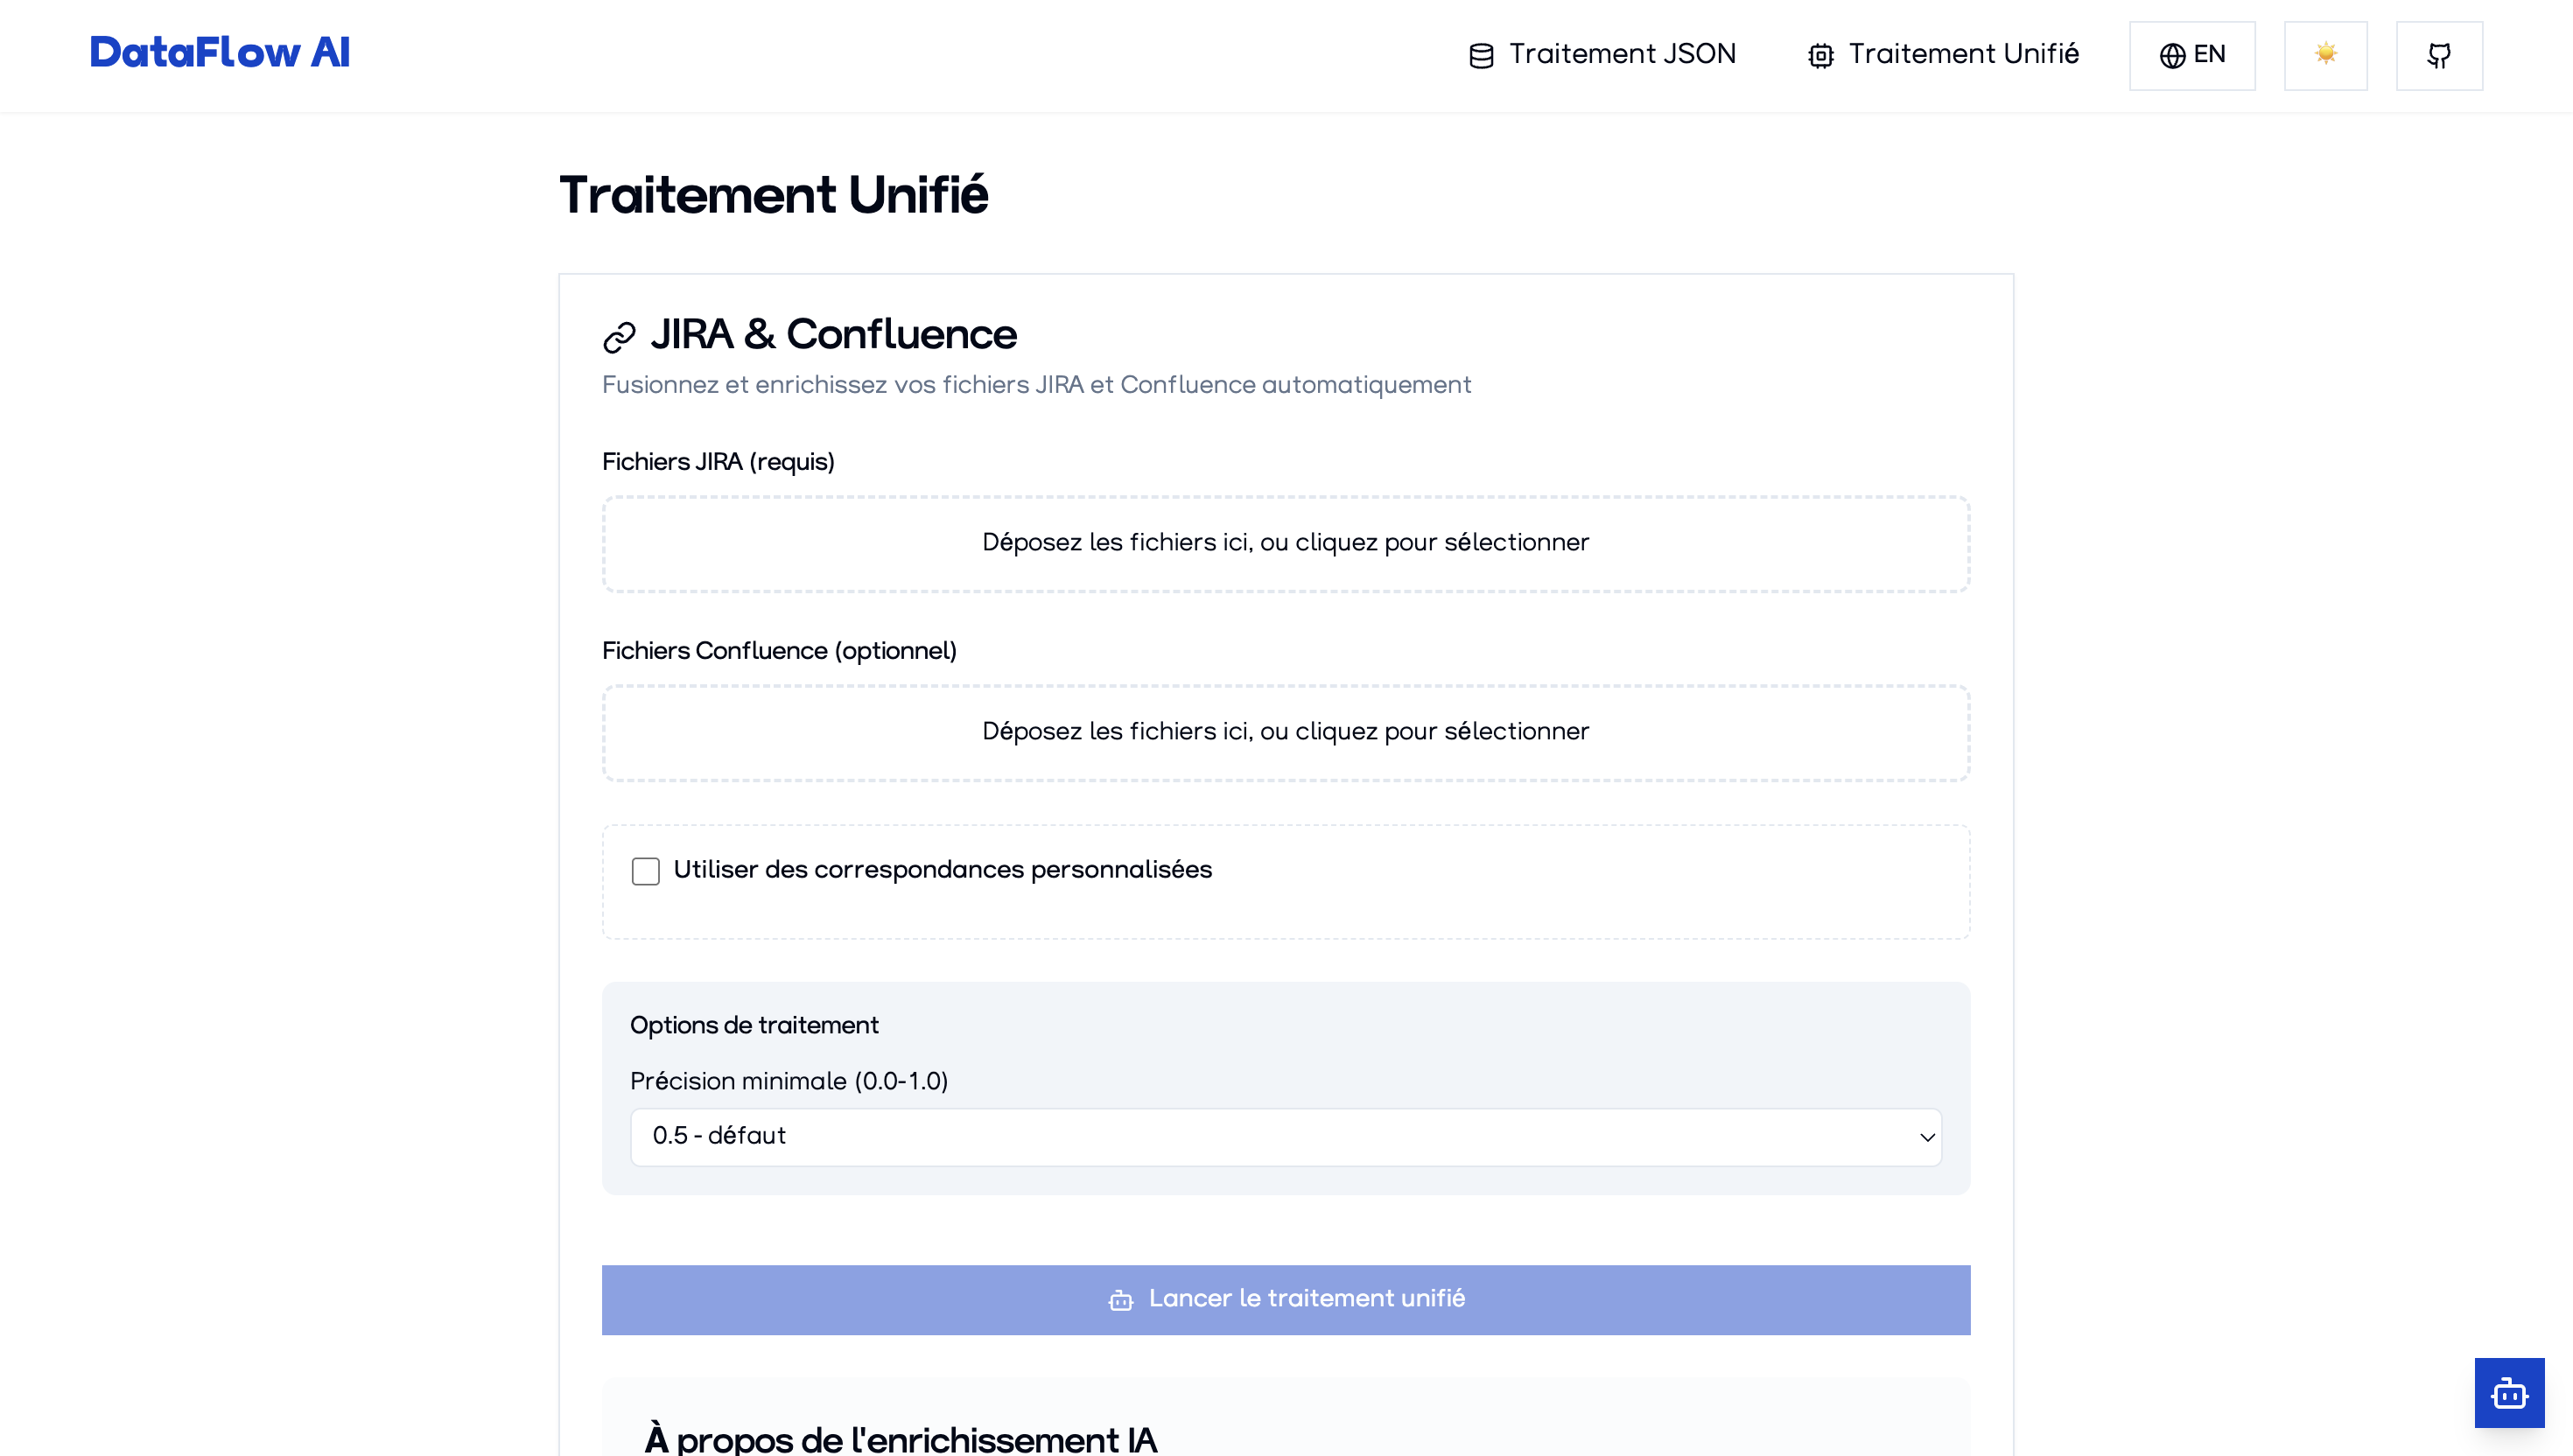 DataFlow AI
Traitement JSON
Traitement Unifié
EN
Traitement Unifié
JIRA & Confluence
Fusionnez et enrichissez vos fichiers JIRA et Confluence automatiquement
Fichiers JIRA (requis)
Déposez les fichiers ici, ou cliquez pour sélectionner
Fichiers Confluence (optionnel)
Déposez les fichiers ici, ou cliquez pour sélectionner
Utiliser des correspondances personnalisées
Options de traitement
Précision minimale (0.0-1.0)
0.5 - défaut
Lancer le traitement unifié
À propos de l'enrichissement IA